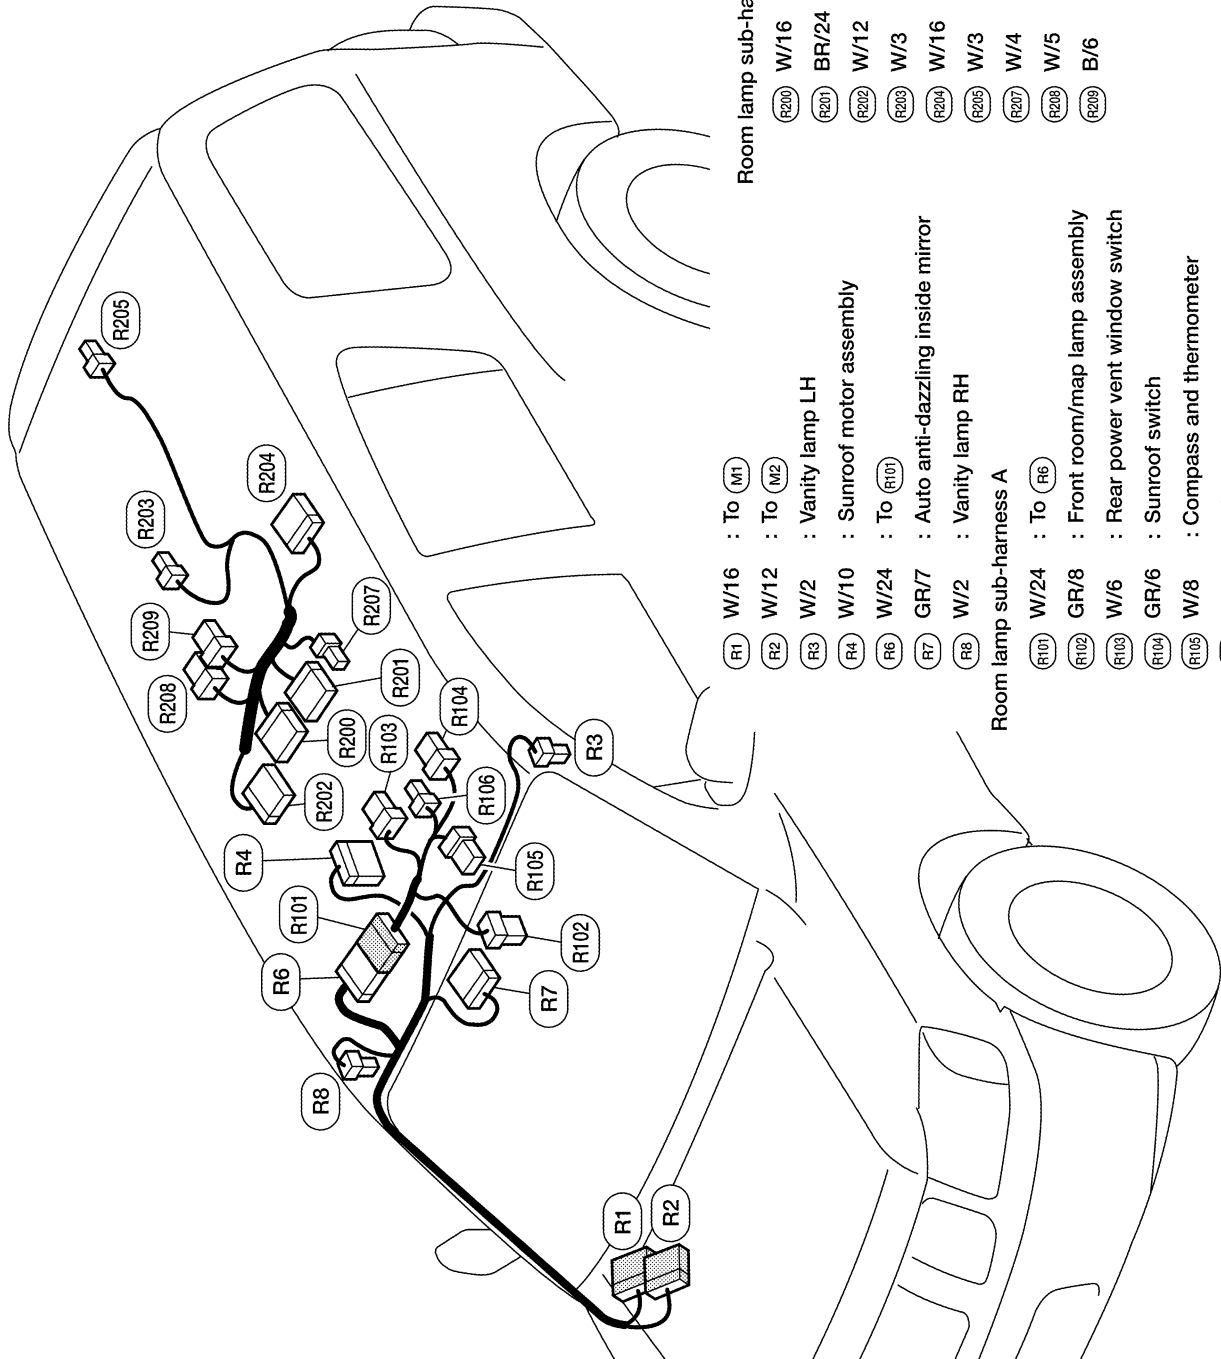 R1 W/16 : To M1
R2 W/12 : To M2
R3 W/2 : Vanity lamp LH
R4 W/10 : Sunroof motor assembly
R6 W/24 : To R101
R7 GR/7 : Auto anti-dazzling inside mirror
R8 W/2 : Vanity lamp RH
Room lamp sub-harness A
R101 W/24 : To R6
R102 GR/8 : Front room/map lamp assembly
R103 W/6 : Rear power vent window switch
R104 GR/6 : Sunroof switch
R105 W/8 : Compass and thermometer
Room lamp sub-ha
R200 W/16
R201 BR/24
R202 W/12
R203 W/3
R204 W/16
R205 W/3
R207 W/4
R208 W/5
R209 B/6
R205
R203
R204
R209
R207
R208
R201
R200
R103
R104
R202
R106
R3
R4
R105
R101
R102
R6
R7
R8
R1
R2